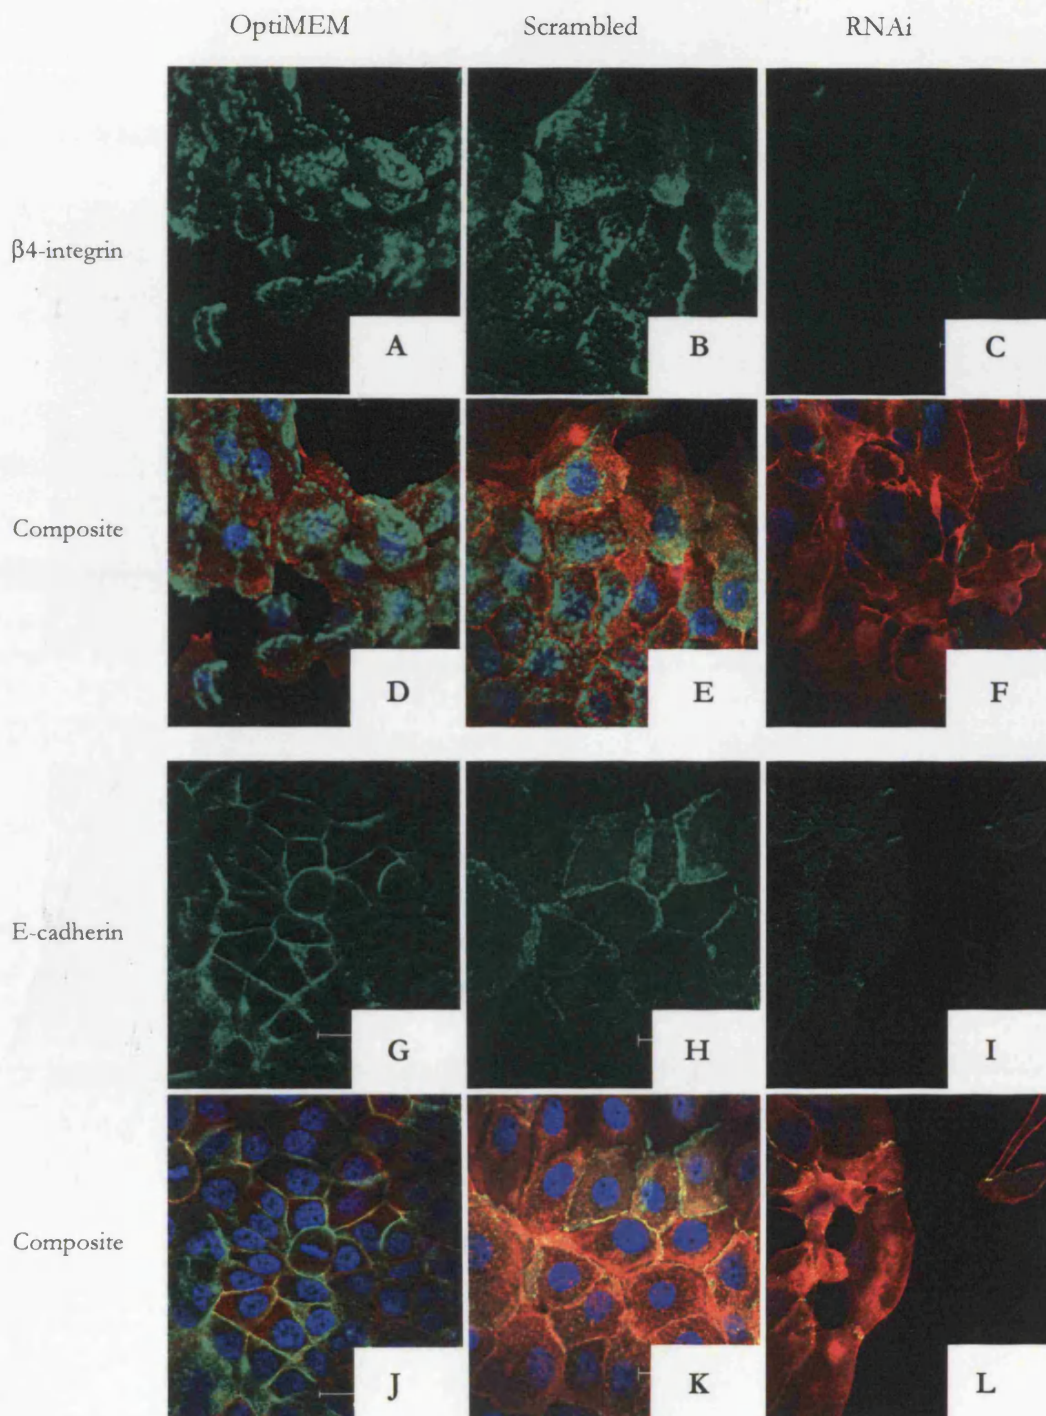 OptiMEM Scrambled RNAi
β4-integrin
A B C
Composite
D E F
E-cadherin
G H I
Composite
J K L